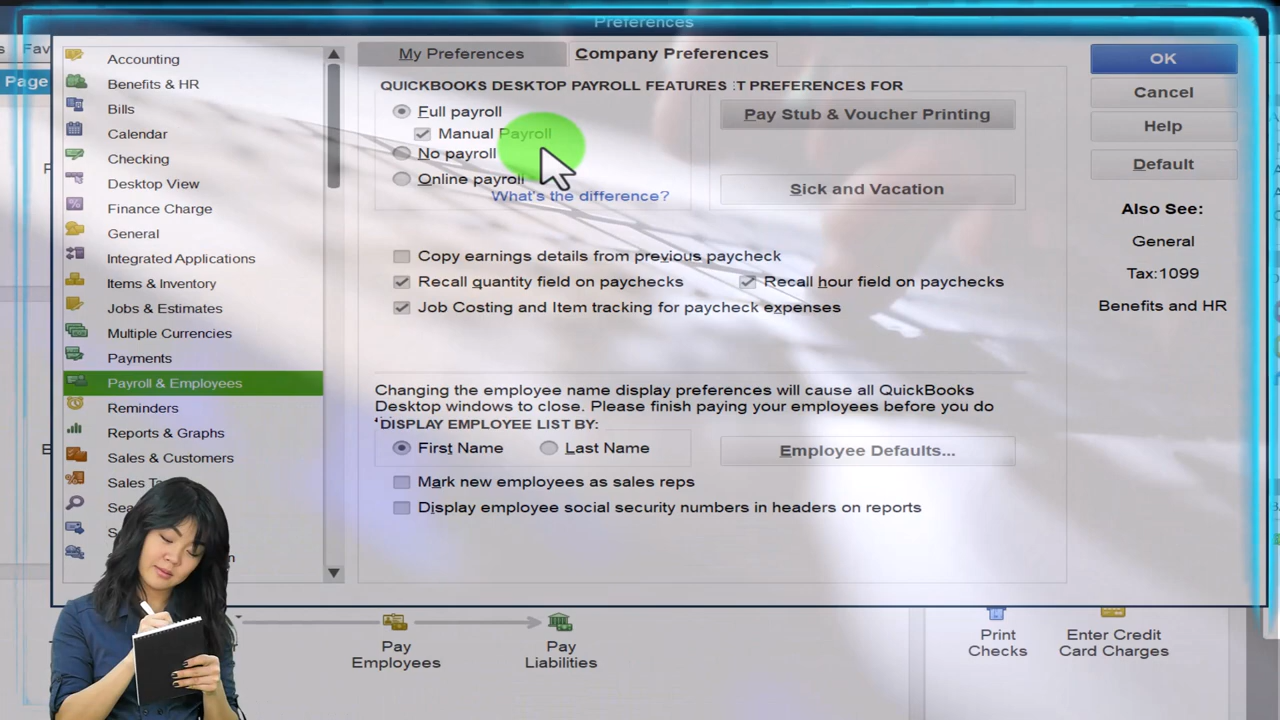 Preferences
Fav
Page
Accounting
Benefits & HR
Bills
Calendar
Checking
Desktop View
Finance Charge
General
Integrated Applications
Items & Inventory
Jobs & Estimates
Multiple Currencies
Payments
Payroll & Employees
Reminders
Reports & Graphs
Sales & Customers
Sales Ta
Sea
My Preferences
Company Preferences
QUICKBOOKS DESKTOP PAYROLL FEATURES
T PREFERENCES FOR
Full payroll
Manual Payroll
No payroll
Online payroll
What's the difference?
Pay Stub & Voucher Printing
Sick and Vacation
Copy earnings details from previous paycheck
Recall quantity field on paychecks
Recall hour field on paychecks
Job Costing and Item tracking for paycheck expenses
Changing the employee name display preferences will cause all QuickBooks
Desktop windows to close. Please finish paying your employees before you do
DISPLAY EMPLOYEE LIST BY:
First Name
Last Name
Employee Defaults...
Mark new employees as sales reps
Display employee social security numbers in headers on reports
OK
Cancel
Help
Default
Also See:
General
Tax:1099
Benefits and HR
Pay
Employees
Pay
Liabilities
Print
Checks
Enter Credit
Card Charges